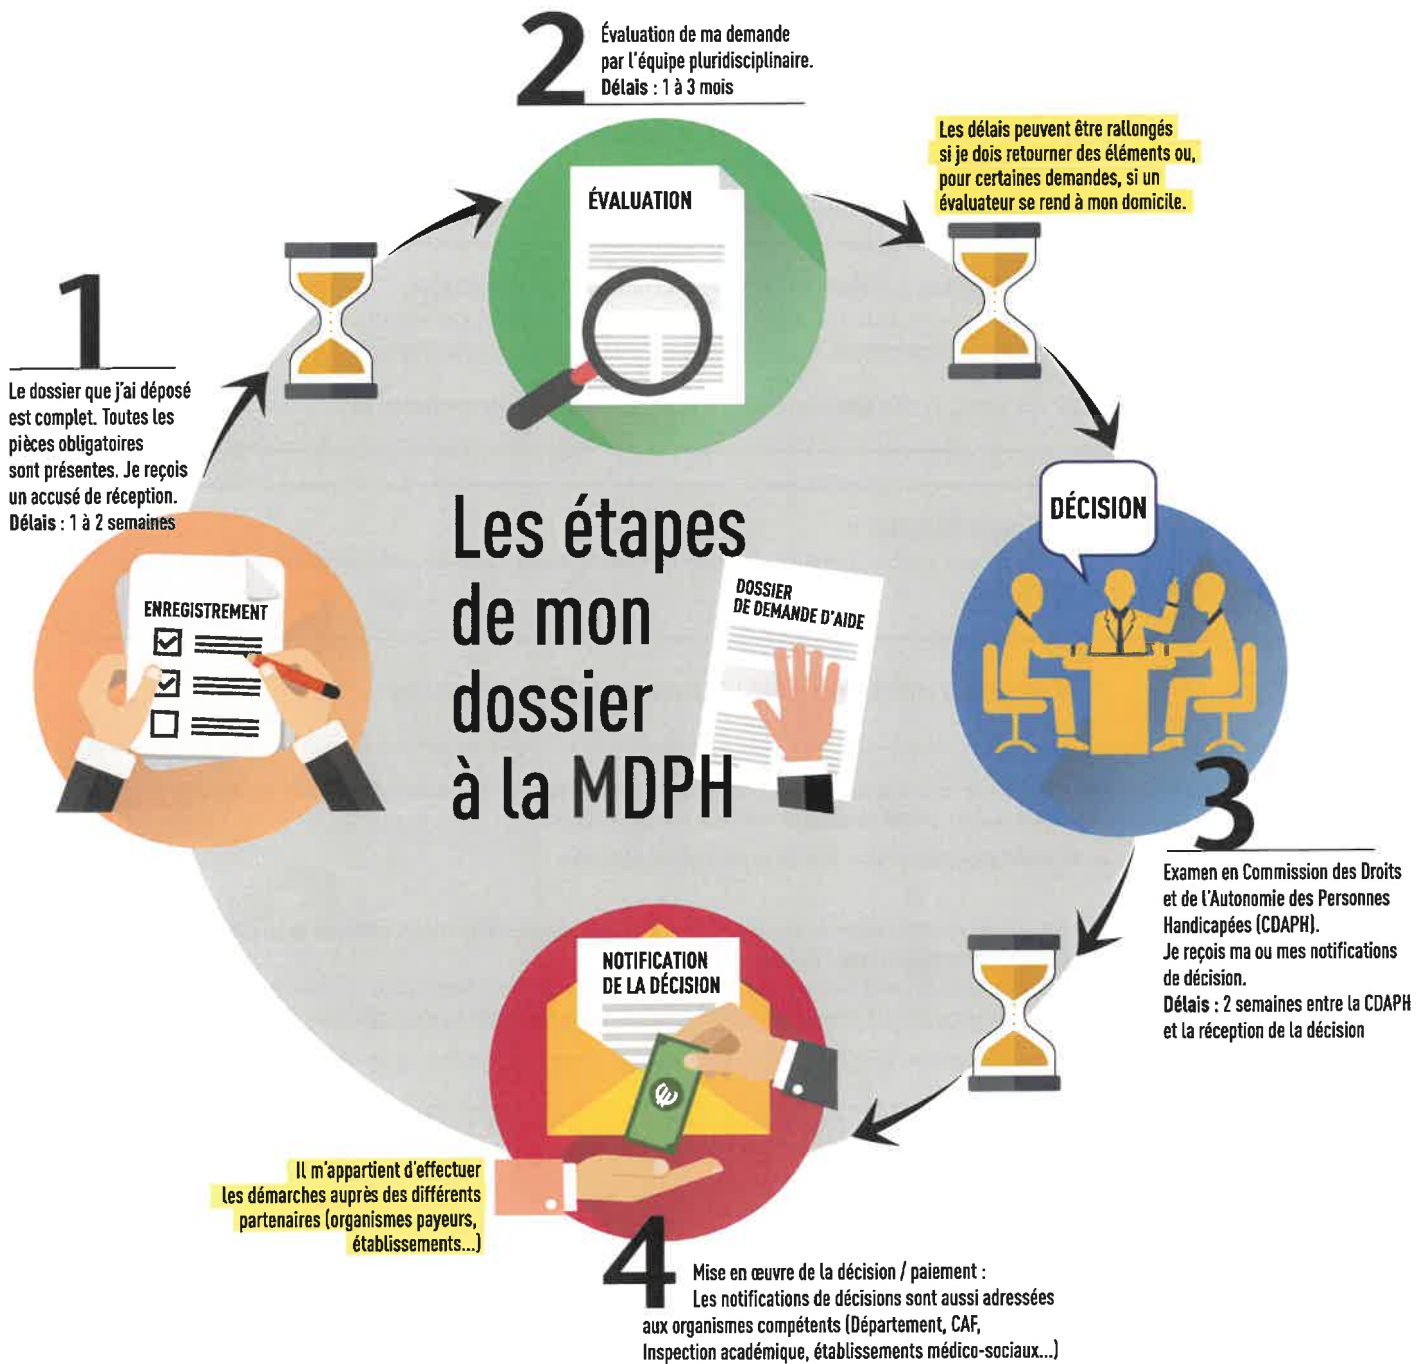 Les étapes
de mon
dossier
à la MDPH
DOSSIER
DE DEMANDE D'AIDE
1
Le dossier que j'ai déposé
est complet. Toutes les
pièces obligatoires
sont présentes. Je reçois
un accusé de réception.
Délais : 1 à 2 semaines
ENREGISTREMENT
2
Évaluation de ma demande
par l'équipe pluridisciplinaire.
Délais : 1 à 3 mois
ÉVALUATION
Les délais peuvent être rallongés
si je dois retourner des éléments ou,
pour certaines demandes, si un
évaluateur se rend à mon domicile.
DÉCISION
3
Examen en Commission des Droits
et de l'Autonomie des Personnes
Handicapées (CDAPH).
Je reçois ma ou mes notifications
de décision.
Délais : 2 semaines entre la CDAPH
et la réception de la décision
NOTIFICATION
DE LA DÉCISION
Il m'appartient d'effectuer
les démarches auprès des différents
partenaires (organismes payeurs,
établissements...)
4
Mise en œuvre de la décision / paiement :
Les notifications de décisions sont aussi adressées
aux organismes compétents (Département, CAF,
Inspection académique, établissements médico-sociaux...)